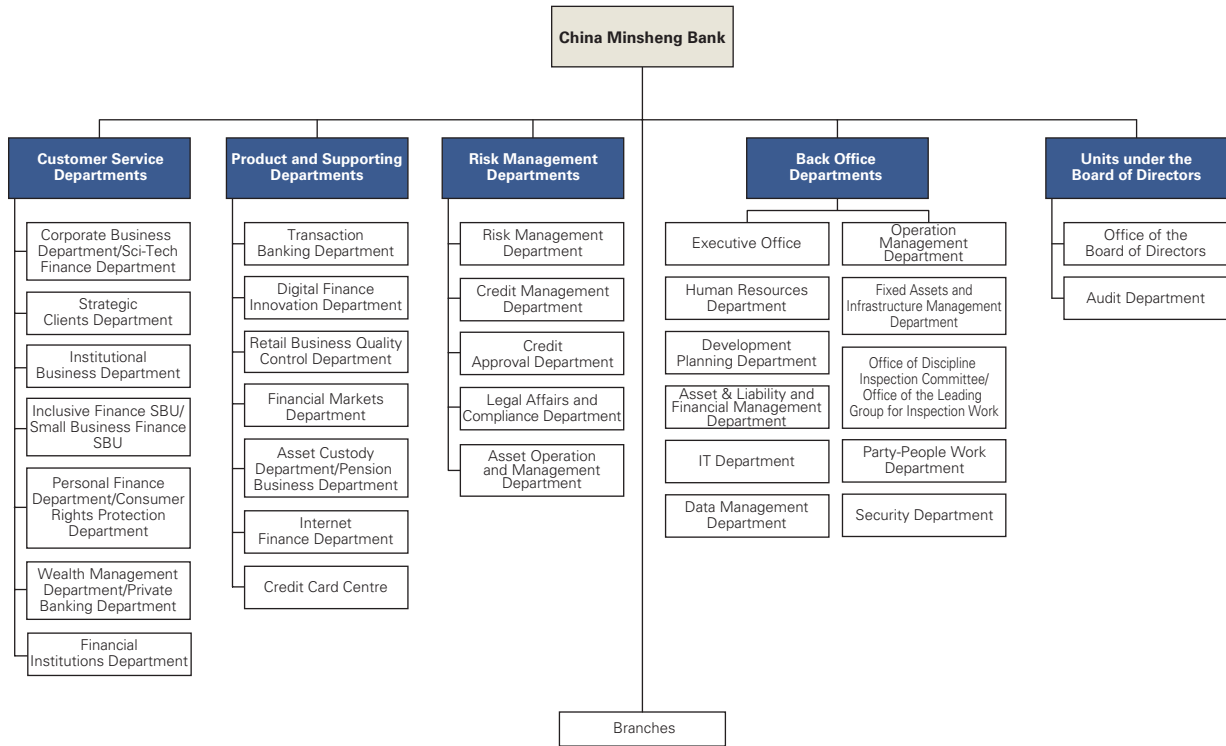 China Minsheng Bank
Customer Service
Departments
Corporate Business
Department/Sci-Tech
Finance Department
Strategic
Clients Department
Institutional
Business Department
Inclusive Finance SBU/
Small Business Finance
SBU
Personal Finance
Department/Consumer
Rights Protection
Department
Wealth Management
Department/Private
Banking Department
Financial
Institutions Department
Product and Supporting
Departments
Transaction
Banking Department
Digital Finance
Innovation Department
Retail Business Quality
Control Department
Financial Markets
Department
Asset Custody
Department/Pension
Business Department
Internet
Finance Department
Credit Card Centre
Risk Management
Departments
Risk Management
Department
Credit Management
Department
Credit
Approval Department
Legal Affairs and
Compliance Department
Asset Operation
and Management
Department
Back Office
Departments
Executive Office
Human Resources
Department
Development
Planning Department
Asset & Liability and
Financial Management
Department
IT Department
Data Management
Department
Operation
Management
Department
Fixed Assets and
Infrastructure Management
Department
Office of Discipline
Inspection Committee/
Office of the Leading
Group for Inspection Work
Party-People Work
Department
Security Department
Units under the
Board of Directors
Office of the
Board of Directors
Audit Department
Branches